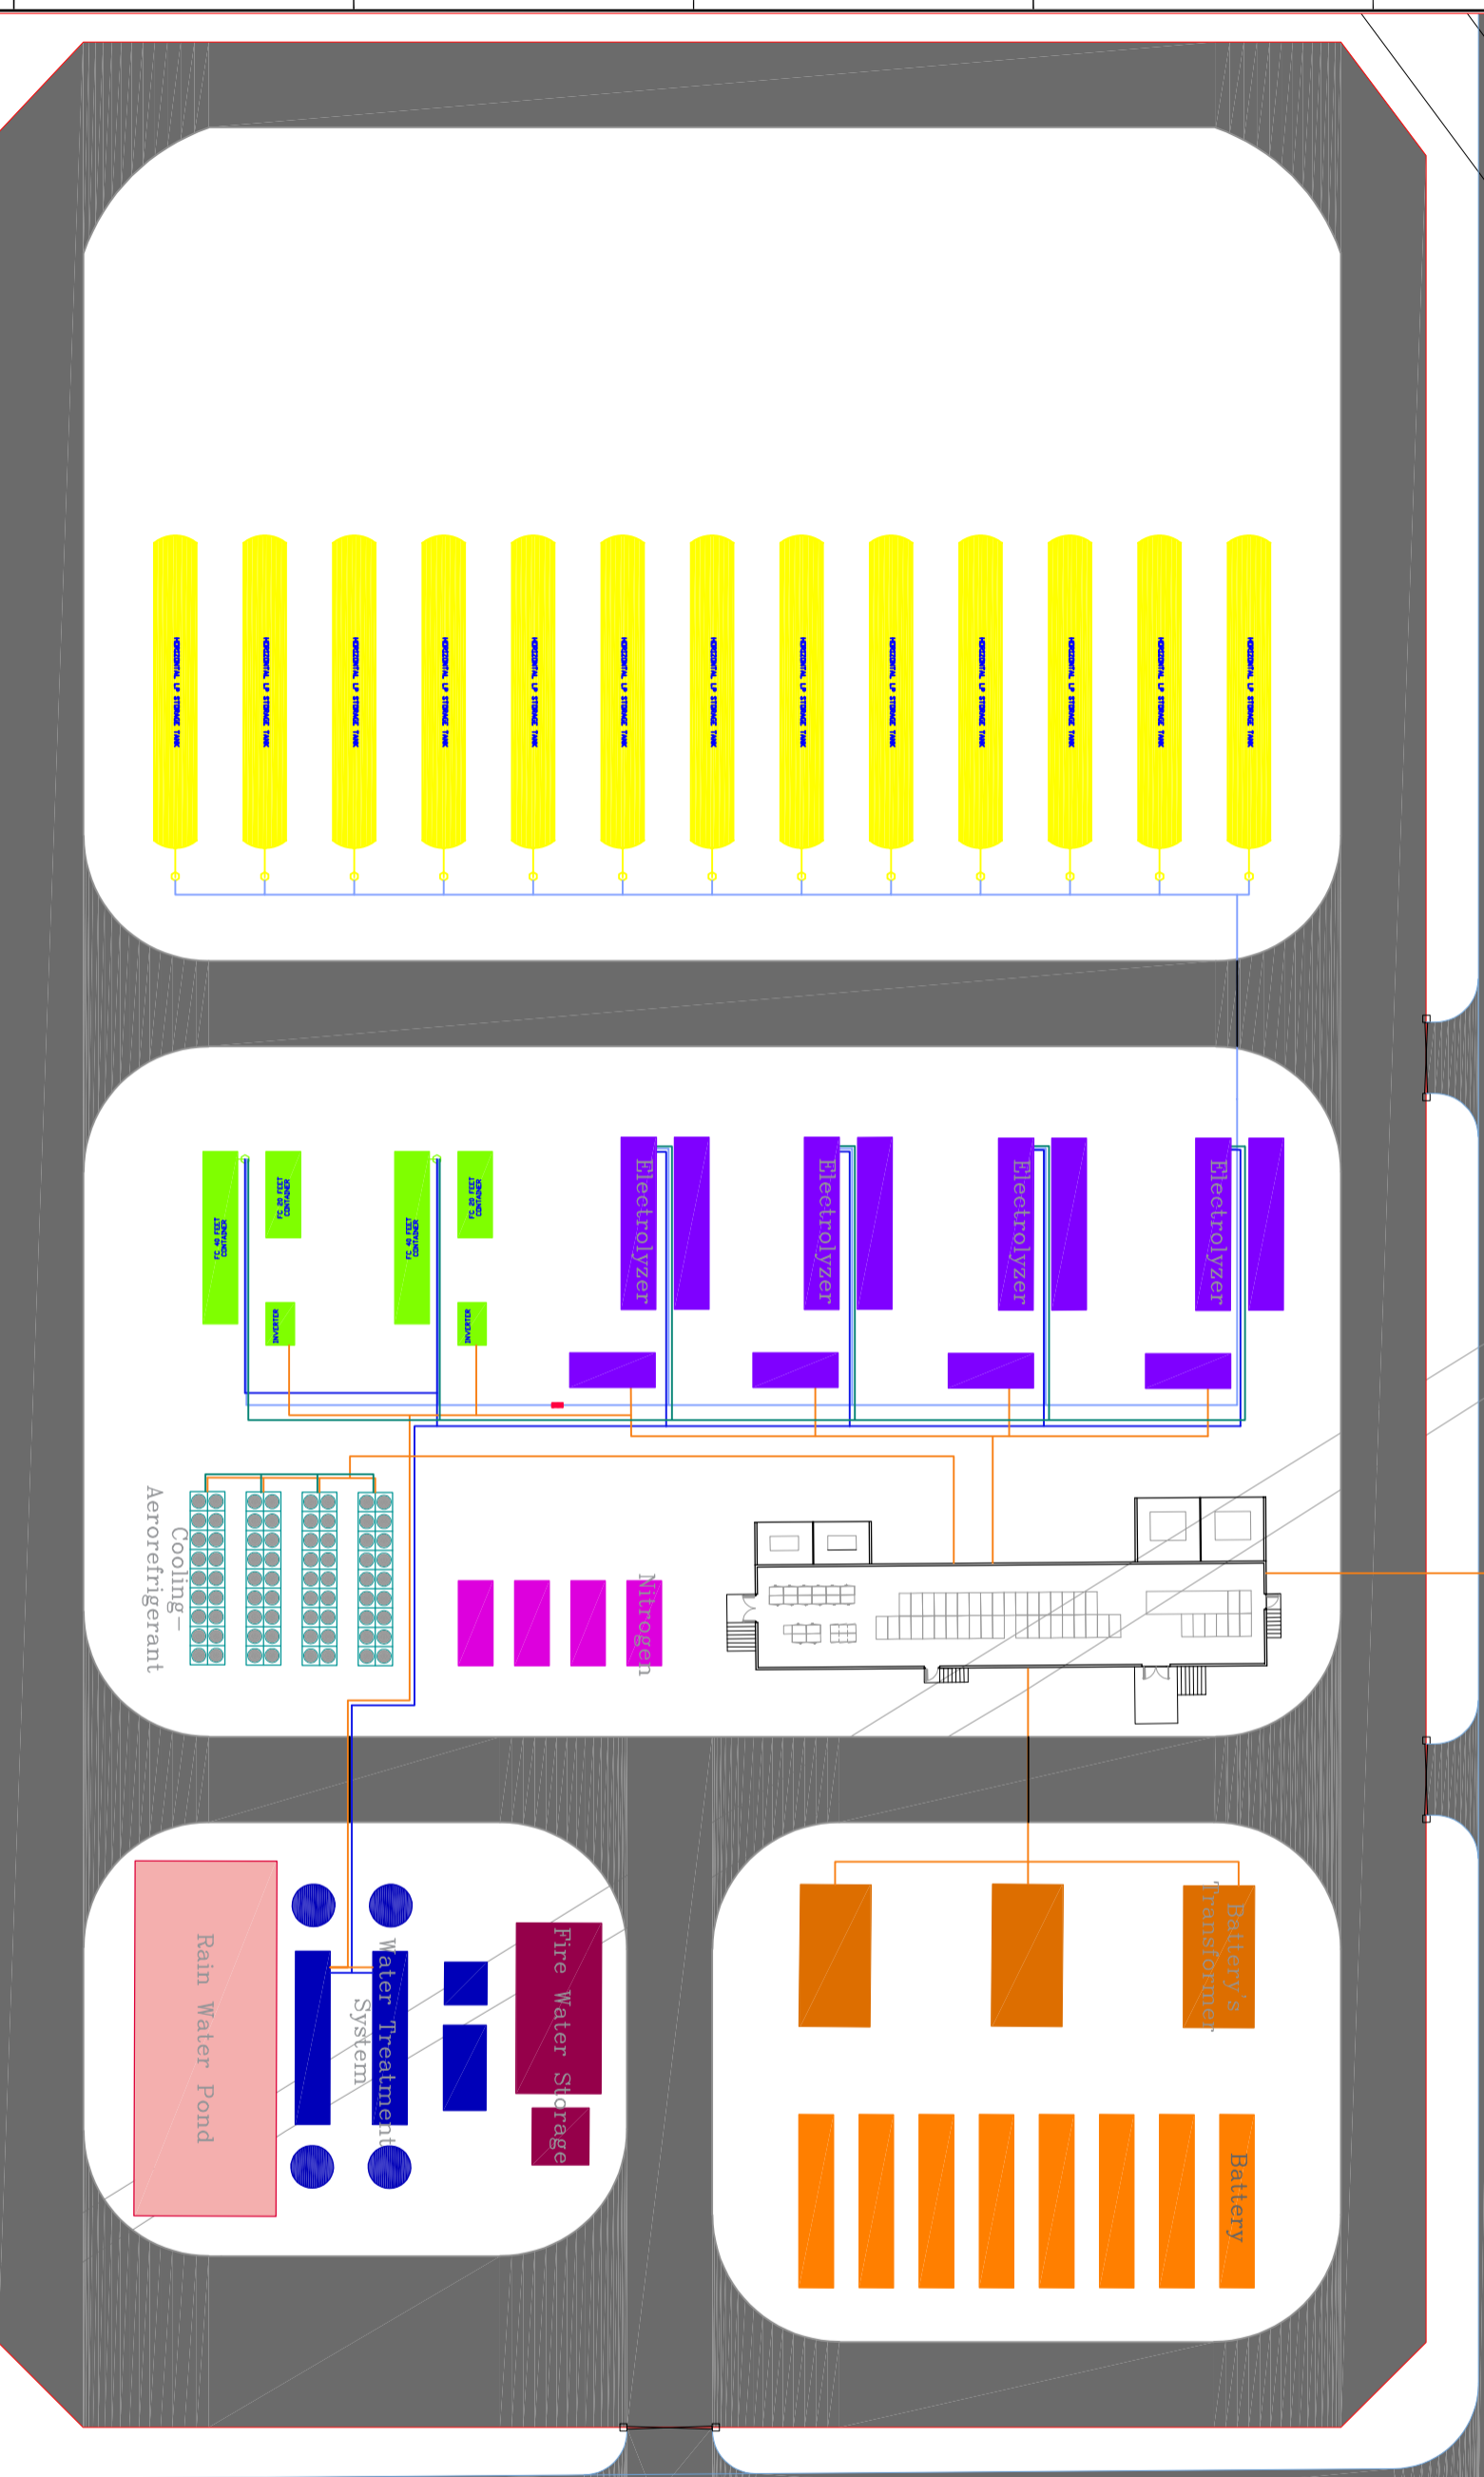 HORIZONTAL LP STORAGE TANK
HORIZONTAL LP STORAGE TANK
HORIZONTAL LP STORAGE TANK
HORIZONTAL LP STORAGE TANK
HORIZONTAL LP STORAGE TANK
HORIZONTAL LP STORAGE TANK
HORIZONTAL LP STORAGE TANK
HORIZONTAL LP STORAGE TANK
HORIZONTAL LP STORAGE TANK
HORIZONTAL LP STORAGE TANK
HORIZONTAL LP STORAGE TANK
HORIZONTAL LP STORAGE TANK
HORIZONTAL LP STORAGE TANK
FC 40 FEET
CONTAINER
FC 20 FEET
CONTAINER
INVERTER
FC 40 FEET
CONTAINER
FC 20 FEET
CONTAINER
INVERTER
Electrolyzer
Electrolyzer
Electrolyzer
Electrolyzer
Cooling-
Aerorefrigerant
Nitrogen
Rain Water Pond
Water Treatment
System
Fire Water Storage
Battery's
Transformer
Battery